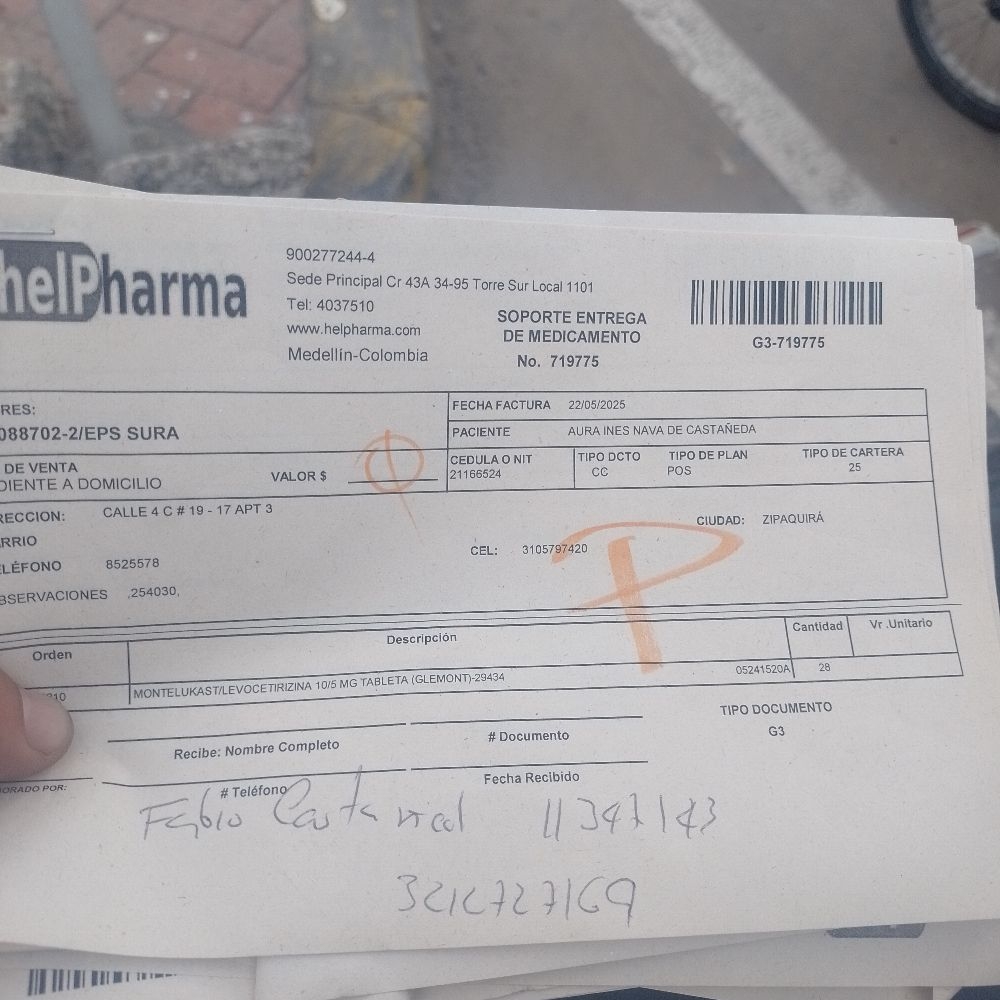 helPharma
900277244-4
Sede Principal Cr 43A 34-95 Torre Sur Local 1101
Tel: 4037510
www.helpharma.com
Medellín-Colombia
SOPORTE ENTREGA
DE MEDICAMENTO
No. 719775
G3-719775
RES:
088702-2/EPS SURA
DE VENTA
DIENTE A DOMICILIO
VALOR $
FECHA FACTURA 22/05/2025
PACIENTE AURA INES NAVA DE CASTAÑEDA
CEDULA O NIT
21166524
TIPO DCTO
CC
TIPO DE PLAN
POS
TIPO DE CARTERA
25
RECCION: CALLE 4 C # 19 - 17 APT 3
CIUDAD: ZIPAQUIRÁ
RRIO
CEL: 3105797420
LÉFONO 8525578
BSERVACIONES ,254030,
P
Orden Descripción Cantidad Vr .Unitario
210 MONTELUKAST/LEVOCETIRIZINA 10/5 MG TABLETA (GLEMONT)-29434 05241520A 28
TIPO DOCUMENTO
G3
Recibe: Nombre Completo # Documento
ORADO POR: # Teléfono Fecha Recibido
Fabio 11347143
3212727169